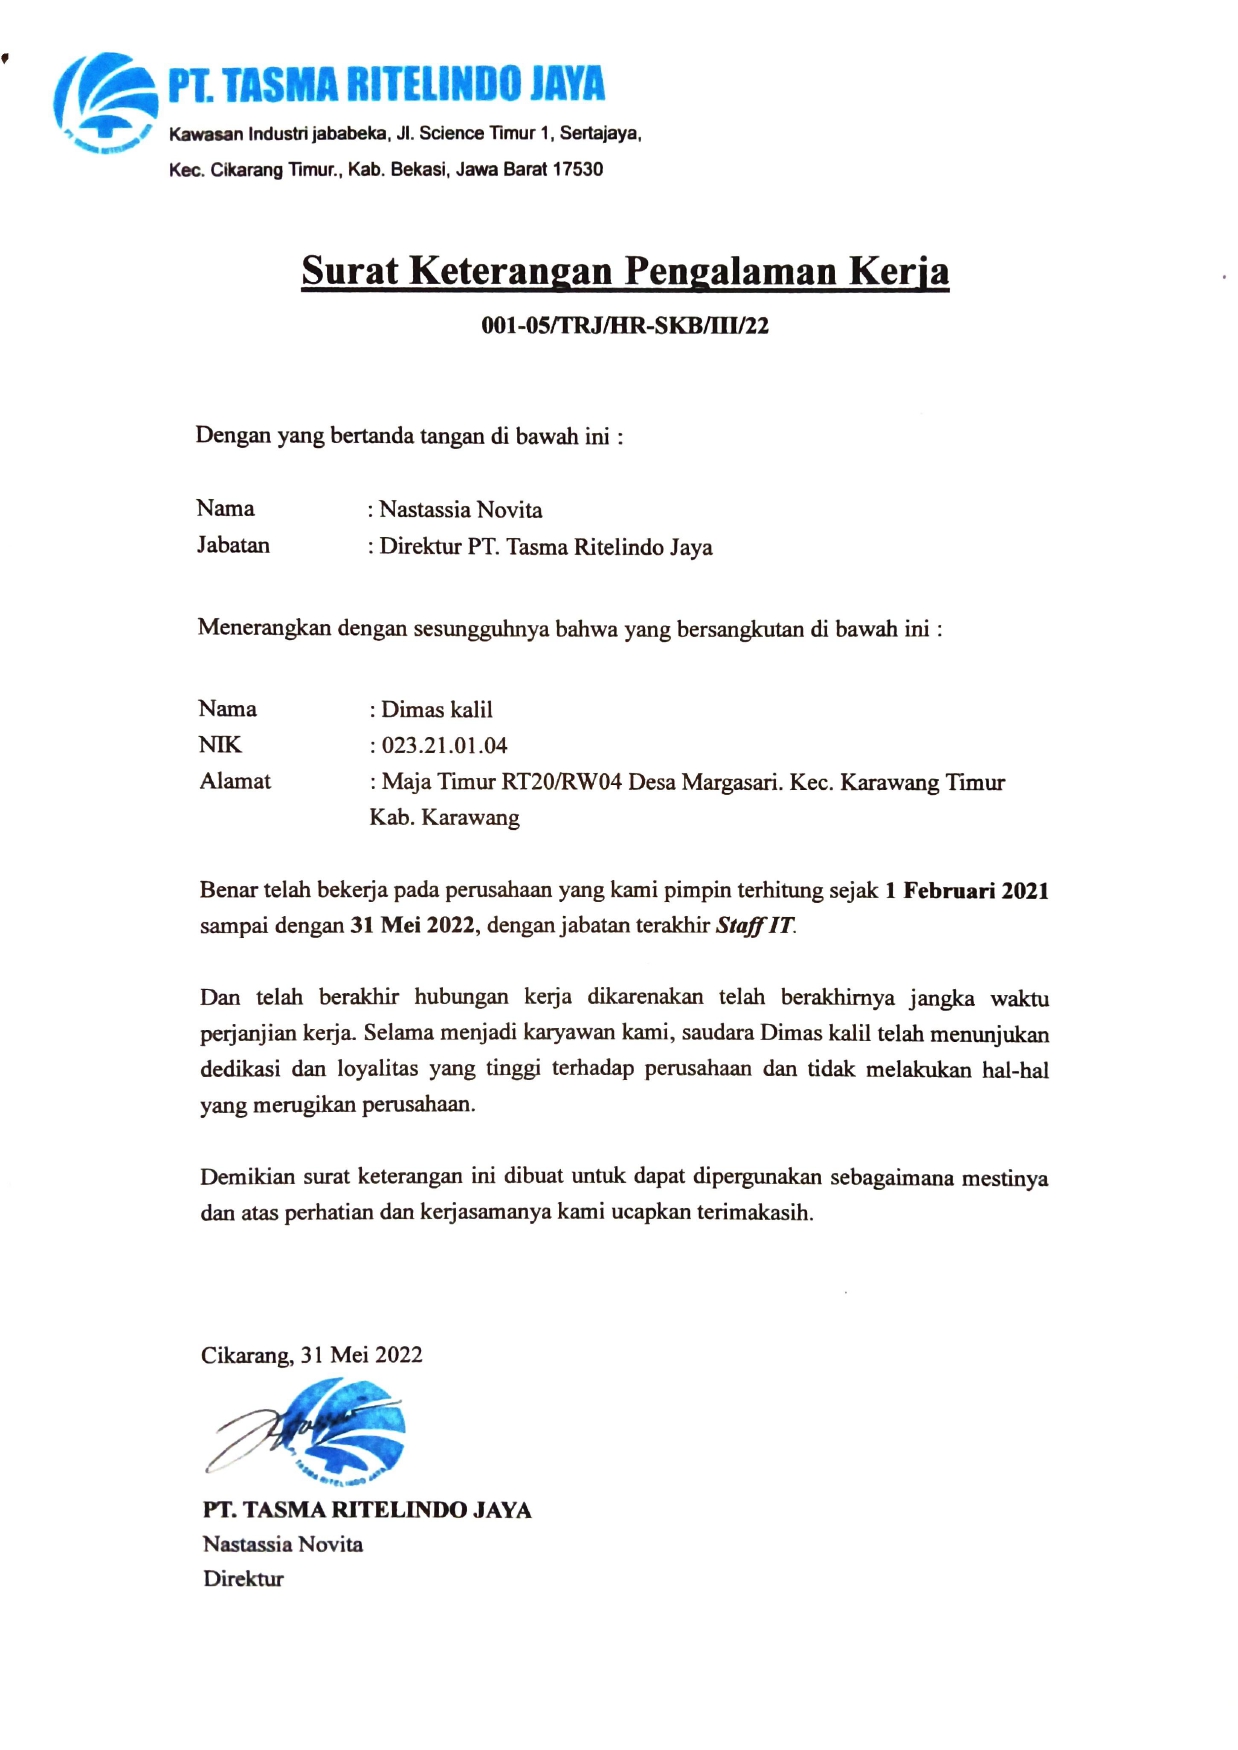 PT. TASMA RITELINDO JAYA
Kawasan Industri jababeka, Jl. Science Timur 1, Sertajaya,
Kec. Cikarang Timur., Kab. Bekasi, Jawa Barat 17530
Surat Keterangan Pengalaman Kerja
001-05/TRJ/HR-SKB/III/22
Dengan yang bertanda tangan di bawah ini :
Nama : Nastassia Novita
Jabatan : Direktur PT. Tasma Ritelindo Jaya
Menerangkan dengan sesungguhnya bahwa yang bersangkutan di bawah ini :
Nama : Dimas kalil
NIK : 023.21.01.04
Alamat : Maja Timur RT20/RW04 Desa Margasari. Kec. Karawang Timur
Kab. Karawang
Benar telah bekerja pada perusahaan yang kami pimpin terhitung sejak 1 Februari 2021
sampai dengan 31 Mei 2022, dengan jabatan terakhir Staff IT.
Dan telah berakhir hubungan kerja dikarenakan telah berakhirnya jangka waktu
perjanjian kerja. Selama menjadi karyawan kami, saudara Dimas kalil telah menunjukan
dedikasi dan loyalitas yang tinggi terhadap perusahaan dan tidak melakukan hal-hal
yang merugikan perusahaan.
Demikian surat keterangan ini dibuat untuk dapat dipergunakan sebagaimana mestinya
dan atas perhatian dan kerjasamanya kami ucapkan terimakasih.
Cikarang, 31 Mei 2022
PT TASMA RITELINDO JAYA
PT. TASMA RITELINDO JAYA
Nastassia Novita
Direktur